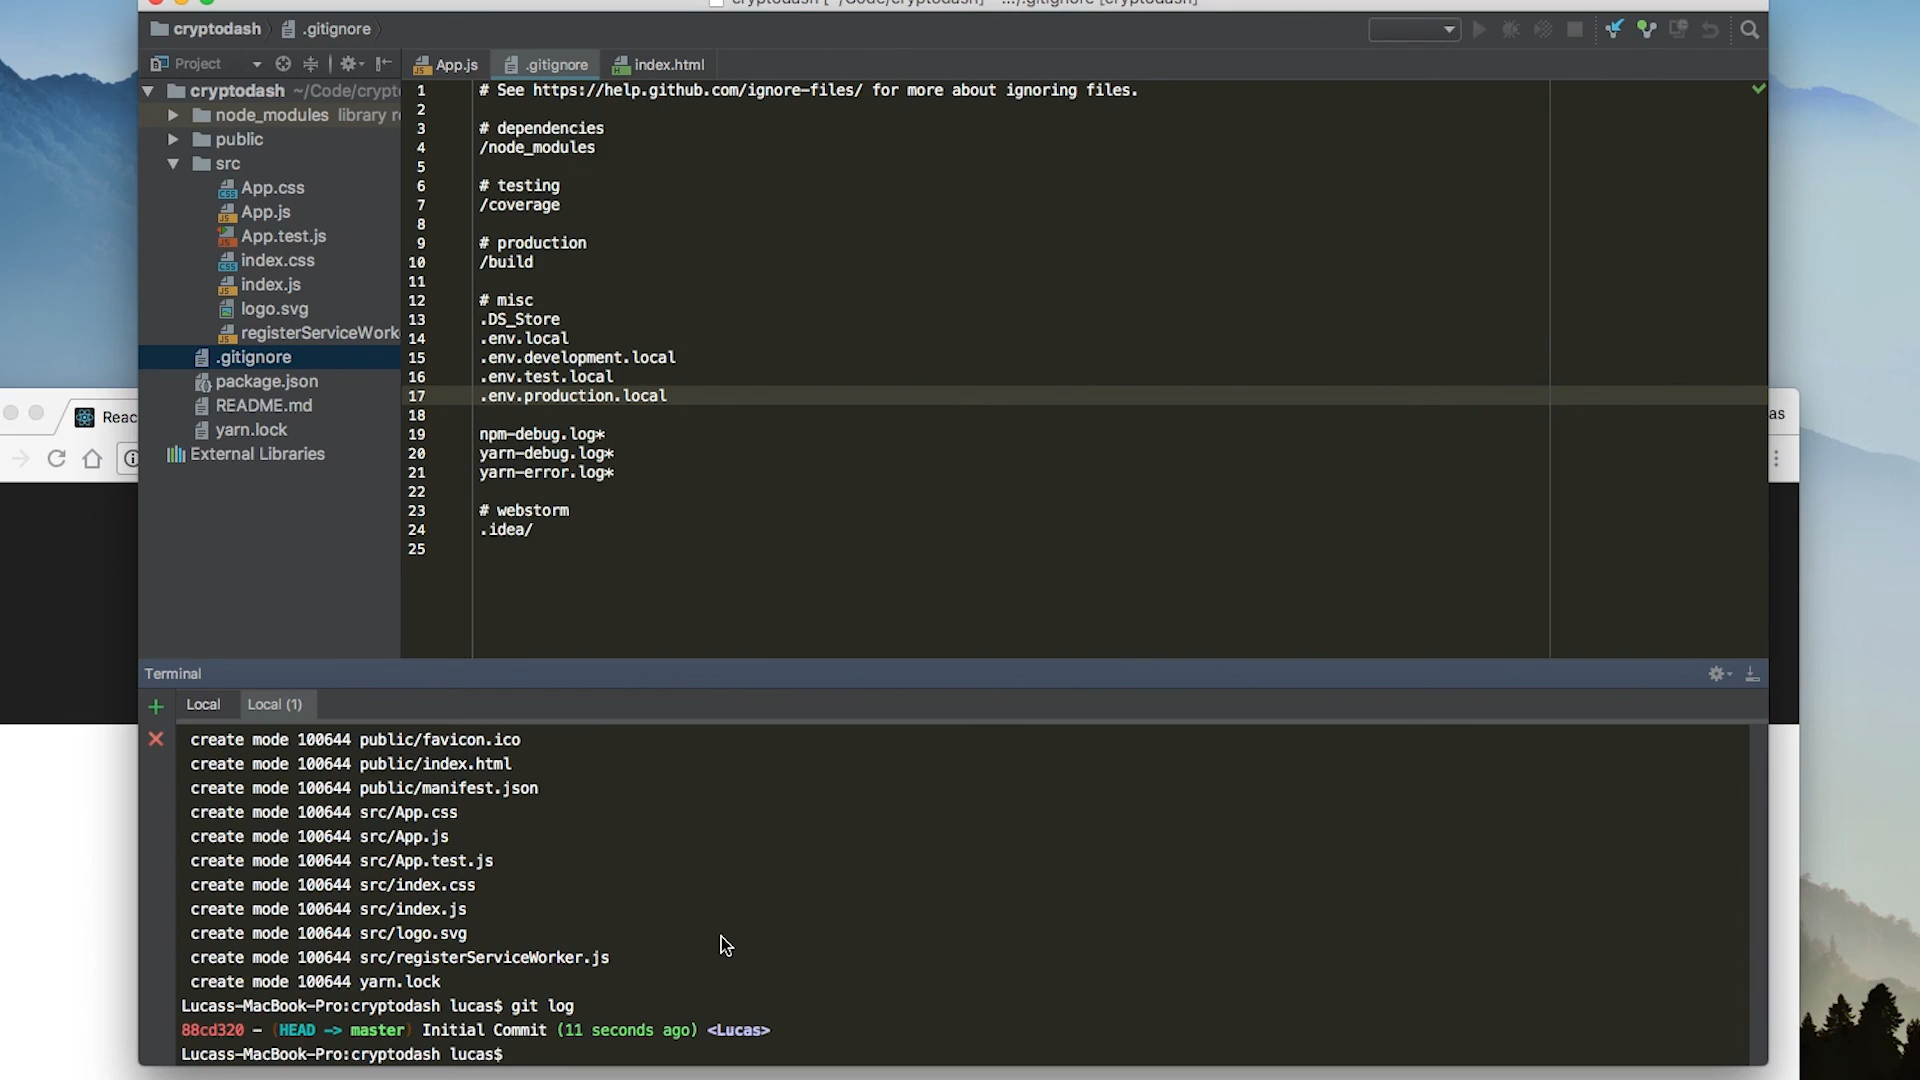 cryptodash [~/Code/cryptodash] - .../.gitignore [cryptodash]
cryptodash .gitignore
Project
App.js .gitignore index.html
cryptodash ~/Code/crypt
node_modules library r
public
src
App.css
App.js
App.test.js
index.css
index.js
logo.svg
registerServiceWork
.gitignore
package.json
README.md
yarn.lock
External Libraries
1 # See https://help.github.com/ignore-files/ for more about ignoring files.
2
3 # dependencies
4 /node_modules
5
6 # testing
7 /coverage
8
9 # production
10 /build
11
12 # misc
13 .DS_Store
14 .env.local
15 .env.development.local
16 .env.test.local
17 .env.production.local
18
19 npm-debug.log*
20 yarn-debug.log*
21 yarn-error.log*
22
23 # webstorm
24 .idea/
25
Reac
as
Terminal
Local Local (1)
create mode 100644 public/favicon.ico
create mode 100644 public/index.html
create mode 100644 public/manifest.json
create mode 100644 src/App.css
create mode 100644 src/App.js
create mode 100644 src/App.test.js
create mode 100644 src/index.css
create mode 100644 src/index.js
create mode 100644 src/logo.svg
create mode 100644 src/registerServiceWorker.js
create mode 100644 yarn.lock
Lucass-MacBook-Pro:cryptodash lucas$ git log
88cd320 - (HEAD -> master) Initial Commit (11 seconds ago) <Lucas>
Lucass-MacBook-Pro:cryptodash lucas$